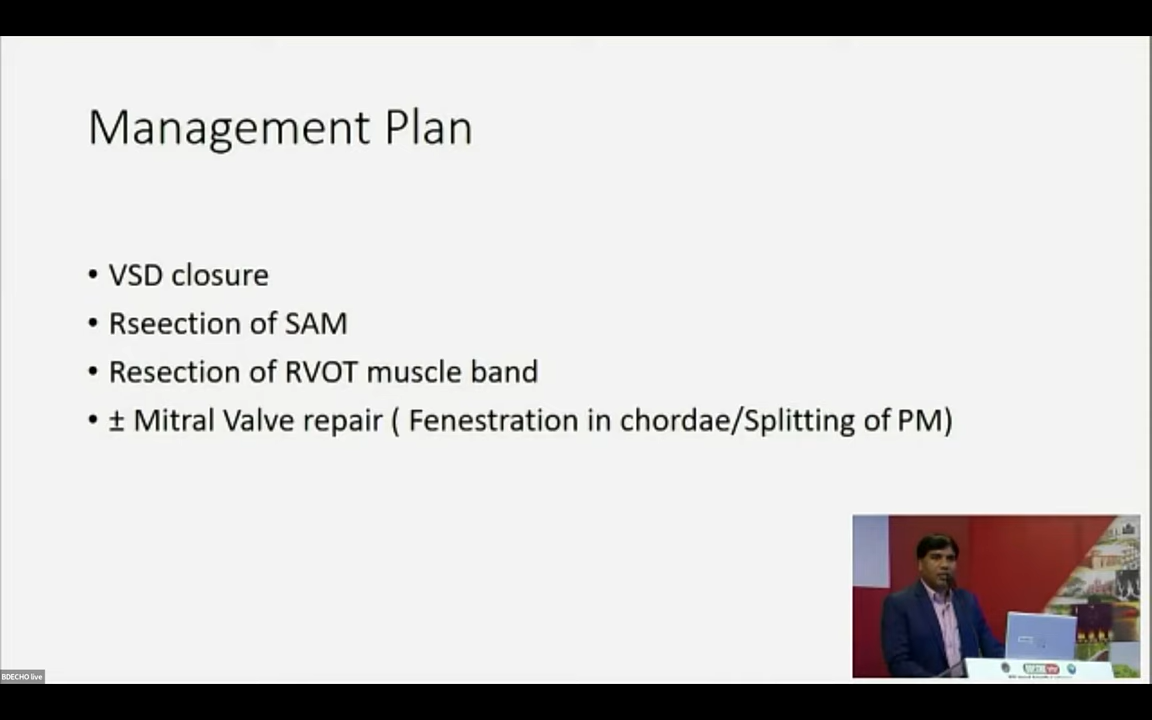 Management Plan
• VSD closure
• Rseection of SAM
• Resection of RVOT muscle band
• ± Mitral Valve repair ( Fenestration in chordae/Splitting of PM)
BDECHO live